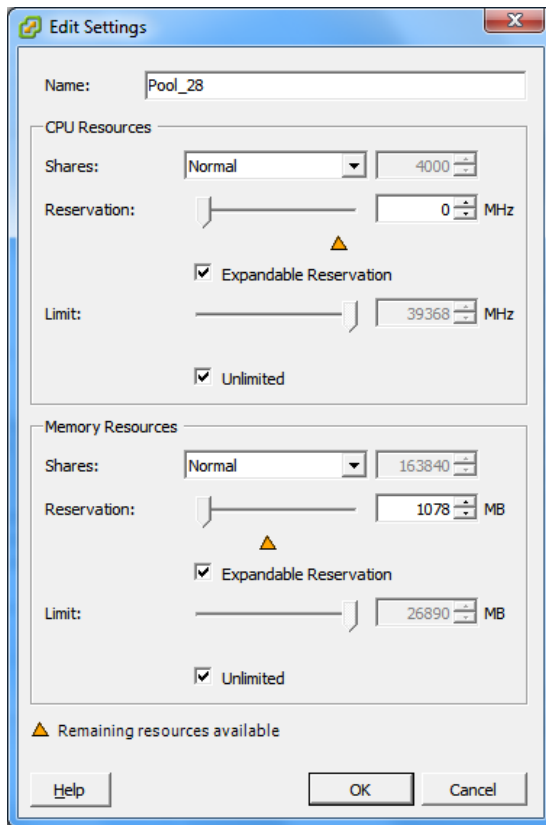 Edit Settings
Name: Pool_28
CPU Resources
Shares: Normal 4000
Reservation: 0 MHz
Expandable Reservation
Limit: 39368 MHz
Unlimited
Memory Resources
Shares: Normal 163840
Reservation: 1078 MB
Expandable Reservation
Limit: 26890 MB
Unlimited
Remaining resources available
Help OK Cancel